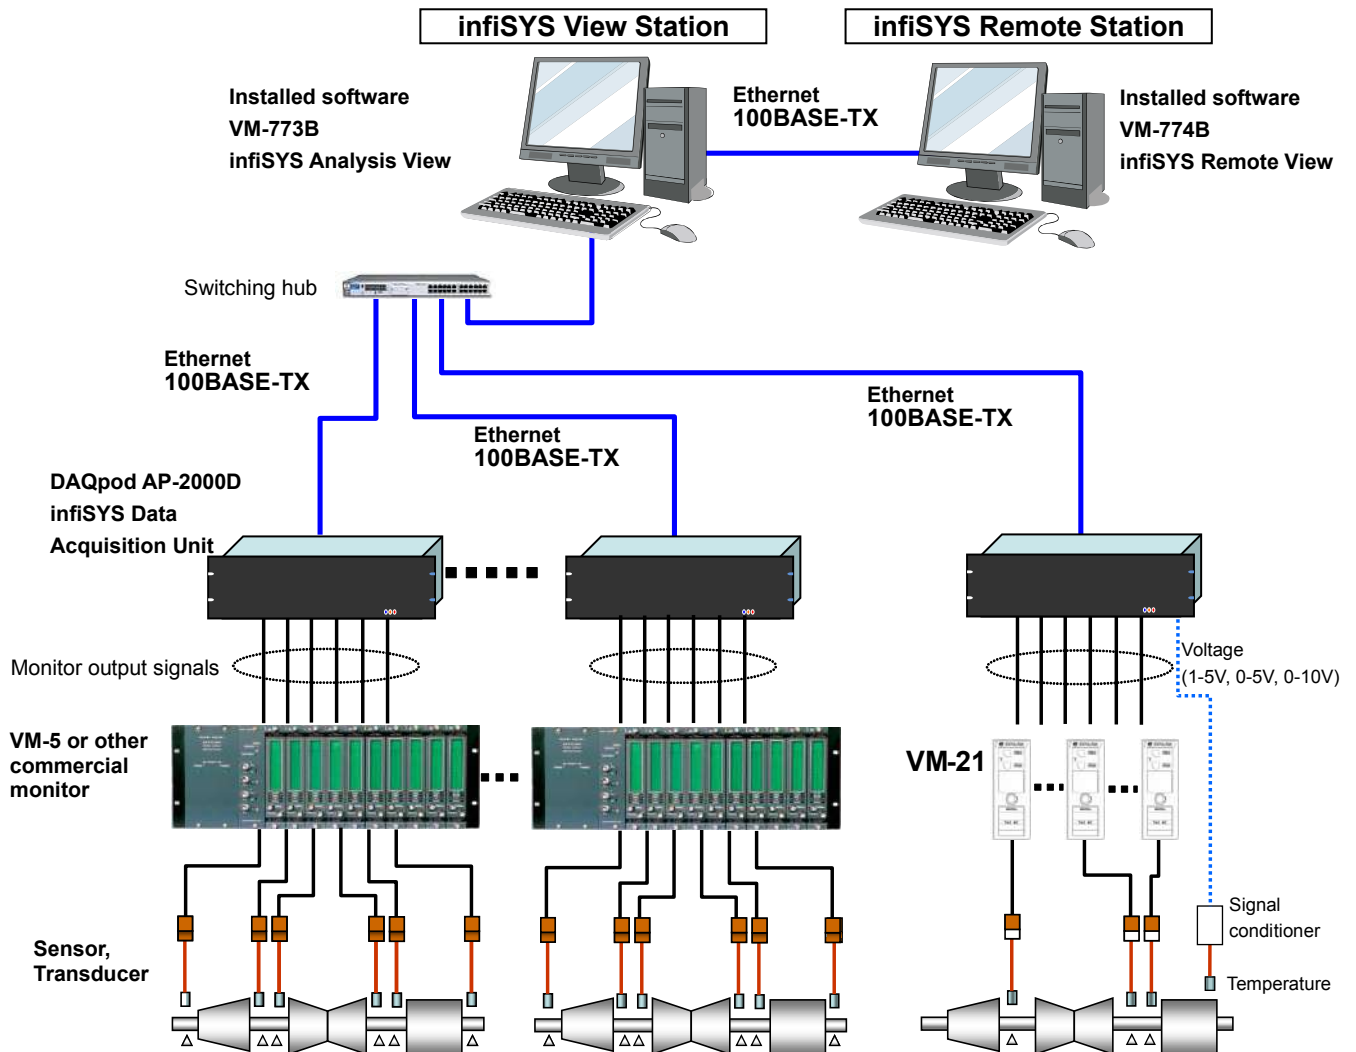 infiSYS View Station
infiSYS Remote Station
Installed software
VM-773B
infiSYS Analysis View
Ethernet
100BASE-TX
Installed software
VM-774B
infiSYS Remote View
Switching hub
Ethernet
100BASE-TX
Ethernet
100BASE-TX
Ethernet
100BASE-TX
DAQpod AP-2000D
infiSYS Data
Acquisition Unit
Monitor output signals
Voltage
(1-5V, 0-5V, 0-10V)
VM-5 or other
commercial
monitor
VM-21
Signal
conditioner
Sensor,
Transducer
Temperature